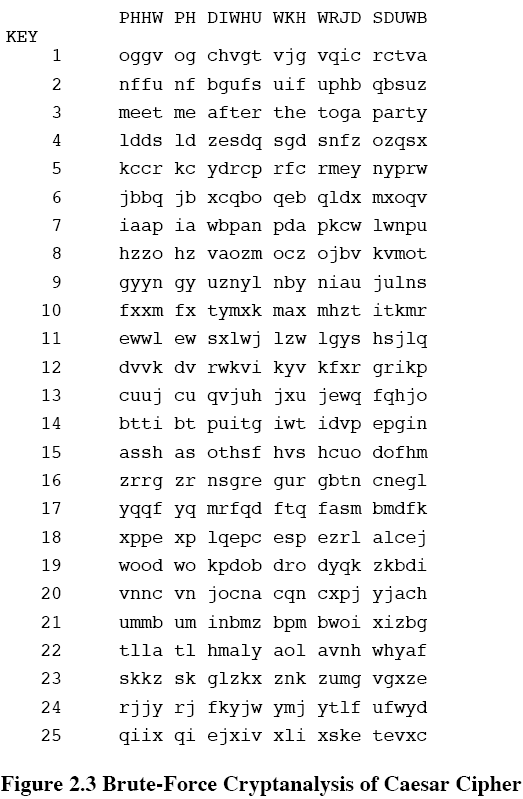 PHHW PH DIWHU WKH WRJD SDUWB
KEY
1 oggv og chvgt vjg vqic rctva
2 nffu nf bgufs uif uphb qbsuz
3 meet me after the toga party
4 ldds ld zesdq sgd snfz ozqsx
5 kccr kc ydrcp rfc rmey nyprw
6 jbbq jb xcqbo qeb qldx mxoqv
7 iaap ia wbpan pda pkcw lwnpu
8 hzzo hz vaozm ocz ojbv kvmot
9 gyyn gy uznyl nby niau julns
10 fxxm fx tymxk max mhzt itkmr
11 ewwl ew sxlwj lzw lgys hsjlq
12 dvvk dv rwkvi kyv kfxr grikp
13 cuuj cu qvjuh jxu jewq fqhjo
14 btti bt puitg iwt idvp epgin
15 assh as othsf hvs hcuo dofhm
16 zrrg zr nsgre gur gbtn cnegl
17 yqqf yq mrfqd ftq fasm bmdfk
18 xppe xp lqepc esp ezrl alcej
19 wood wo kpdob dro dyqk zkbdi
20 vnnc vn jocna cqn cxpj yjach
21 ummb um inbmz bpm bwoi xizbg
22 tlla tl hmaly aol avnh whyaf
23 skkz sk glzkx znk zumg vgxze
24 rjjy rj fkyjw ymj ytlf ufwyd
25 qiix qi ejxiv xli xske tevxc
Figure 2.3 Brute-Force Cryptanalysis of Caesar Cipher